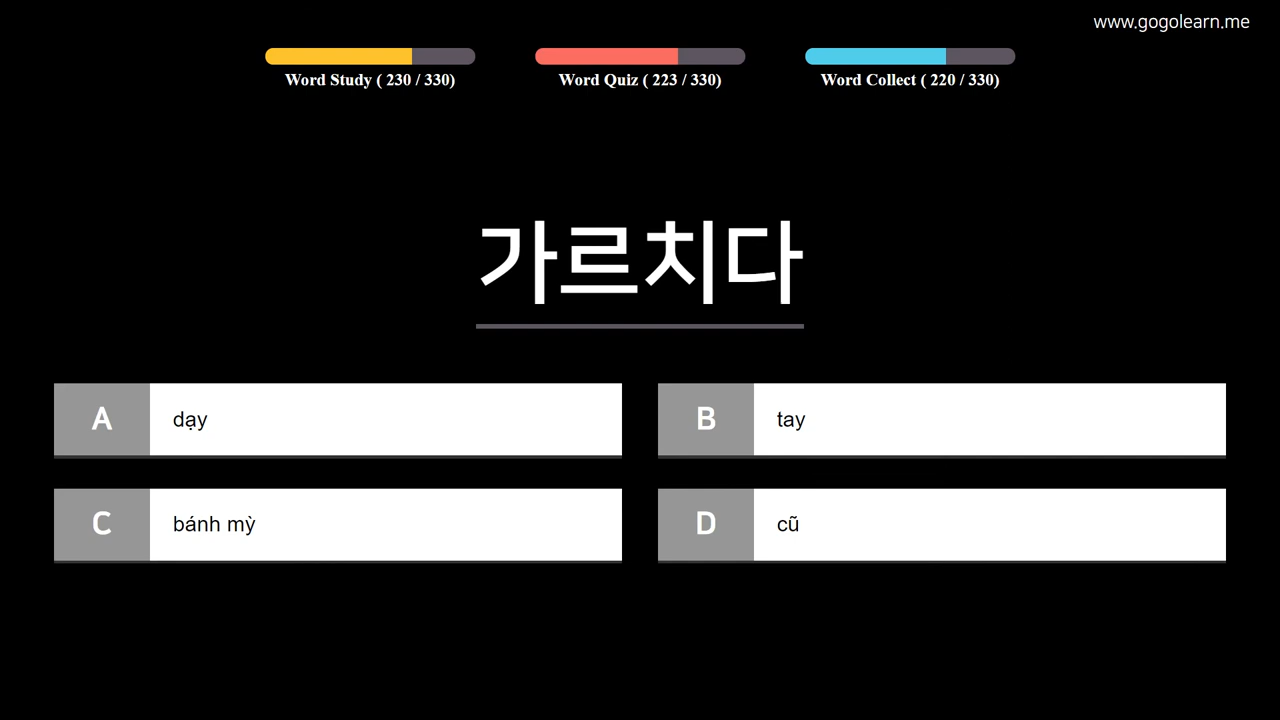 www.gogolearn.me
Word Study ( 230 / 330)
Word Quiz ( 223 / 330)
Word Collect ( 220 / 330)
가르치다
A dạy
B tay
C bánh mỳ
D cũ